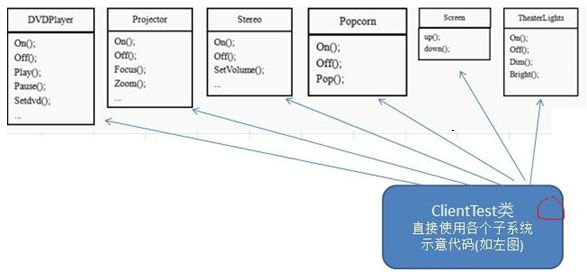 DVDPlayer
On();
Off();
Play();
Pause();
Setdvd();
...
Projector
On();
Off();
Focus();
Zoom();
...
Stereo
On();
Off();
SetVolume();
...
Popcorn
On();
Off();
Pop();
Screen
up();
down();
TheaterLights
On();
Off();
Dim();
Bright();
ClientTest类
直接使用各个子系统
示意代码(如左图)